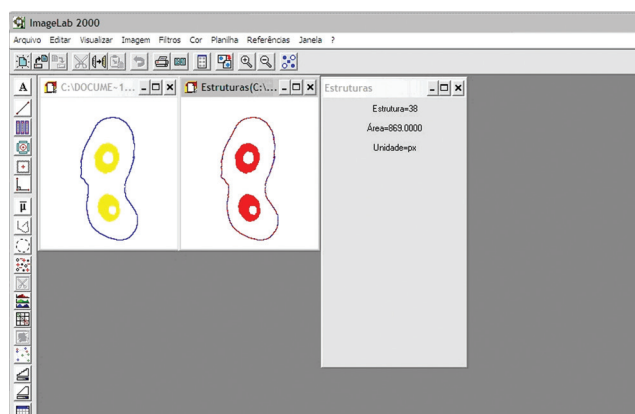 ImageLab 2000
Arquivo Editar Visualizar Imagem Filtros Cor Planilha Referências Janela ?
C:\DOCUME~1...
Estruturas(C:\...
Estruturas
Estrutura=38
Área=869.0000
Unidade=px
A
μ